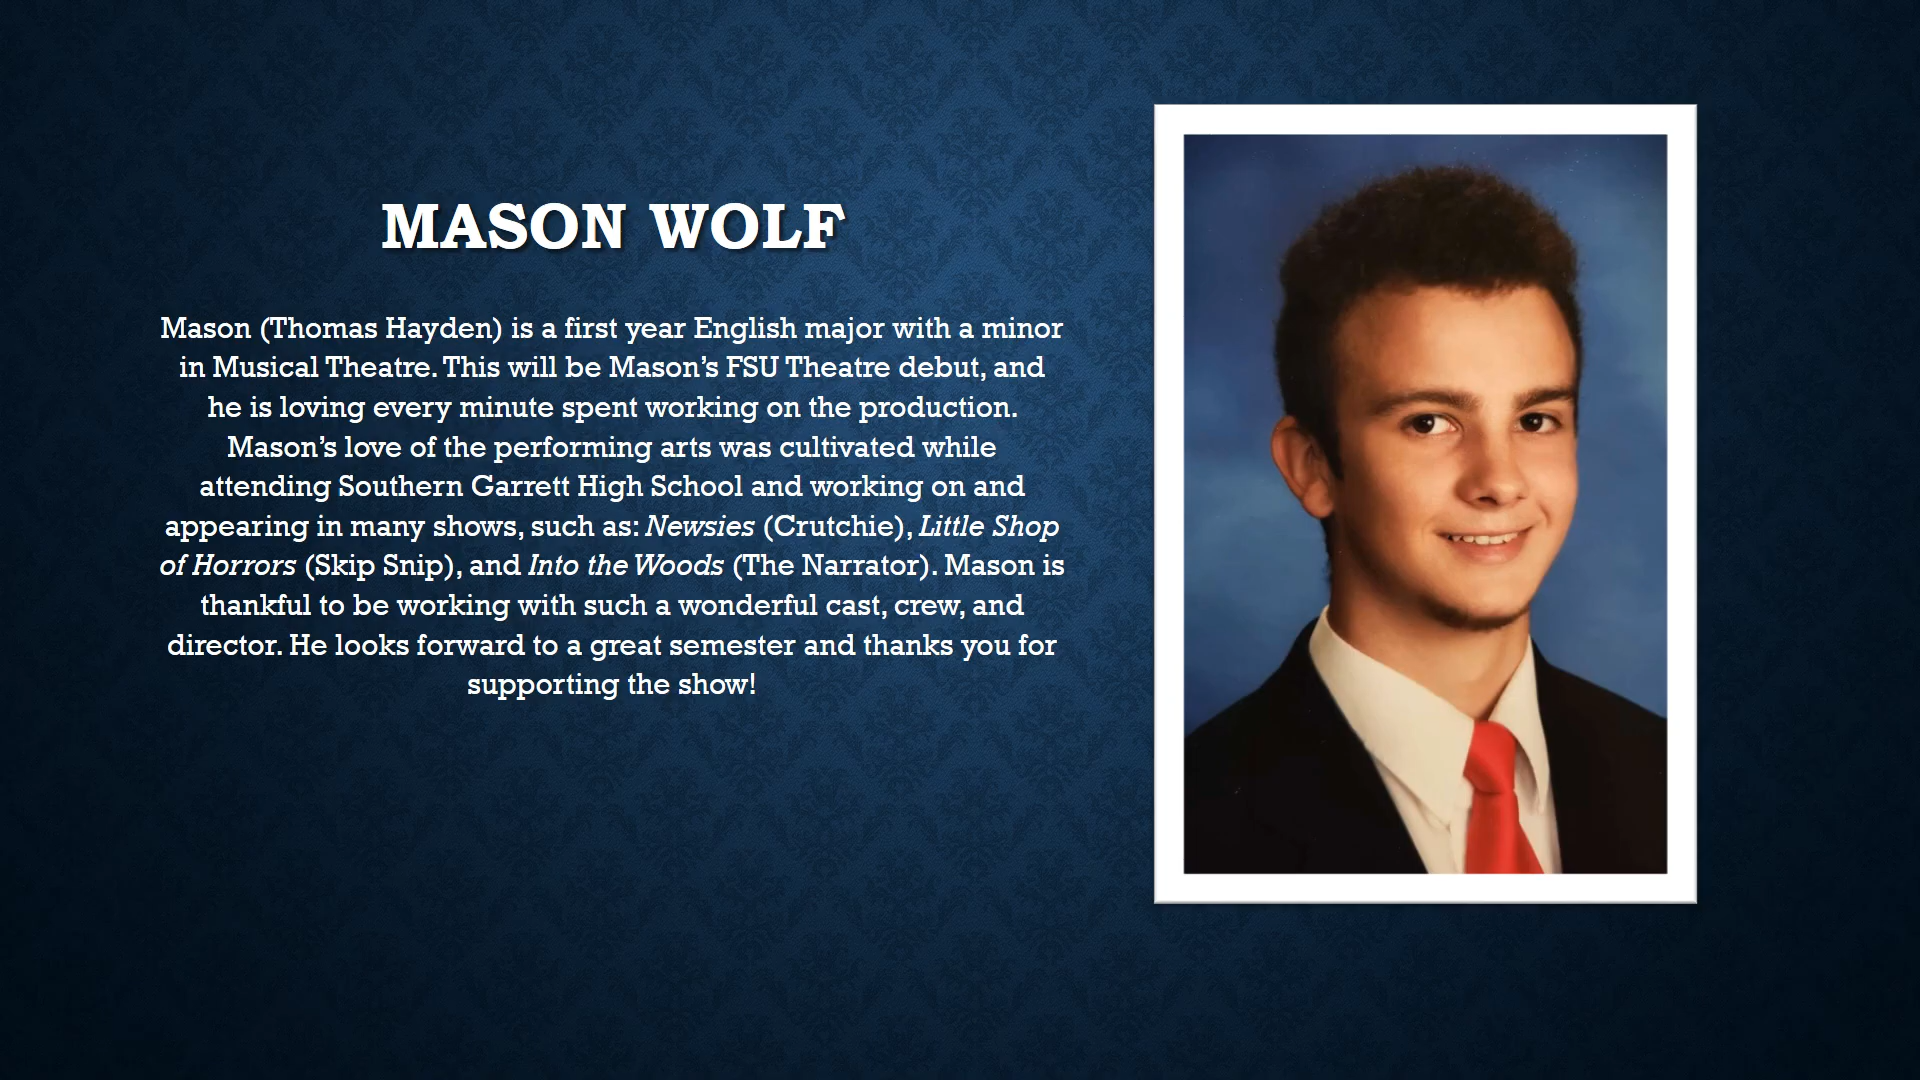 MASON WOLF
Mason (Thomas Hayden) is a first year English major with a minor
in Musical Theatre. This will be Mason’s FSU Theatre debut, and
he is loving every minute spent working on the production.
Mason’s love of the performing arts was cultivated while
attending Southern Garrett High School and working on and
appearing in many shows, such as: Newsies (Crutchie), Little Shop
of Horrors (Skip Snip), and Into the Woods (The Narrator). Mason is
thankful to be working with such a wonderful cast, crew, and
director. He looks forward to a great semester and thanks you for
supporting the show!